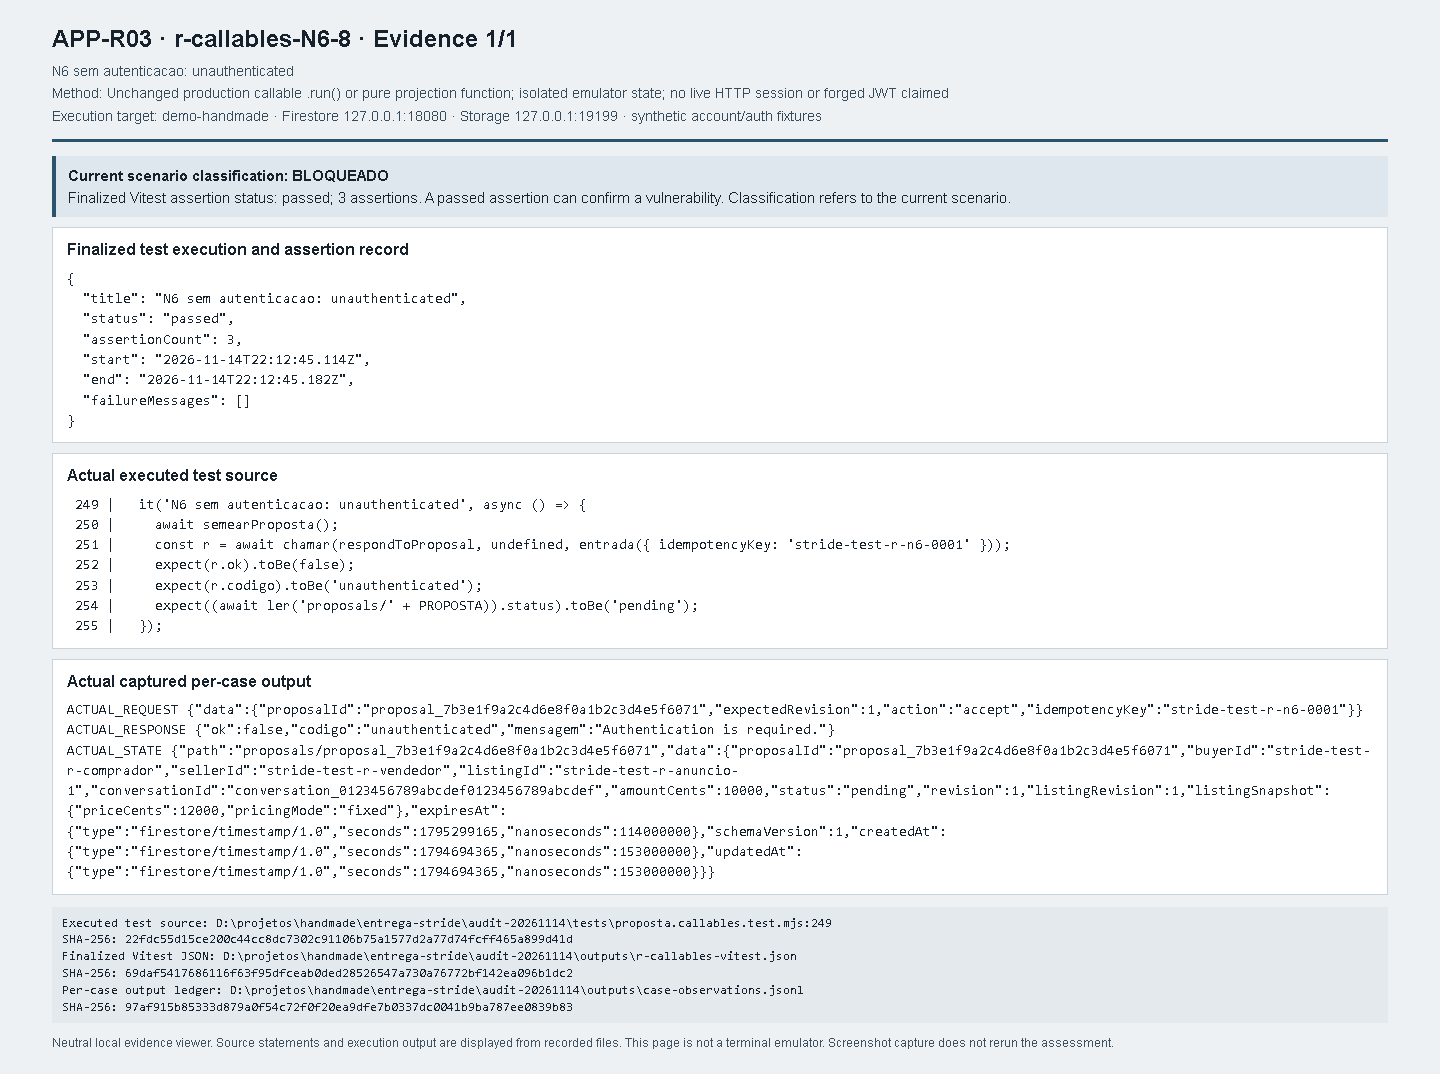 APP-R03 · r-callables-N6-8 · Evidence 1/1
N6 sem autenticacao: unauthenticated
Method: Unchanged production callable .run() or pure projection function; isolated emulator state; no live HTTP session or forged JWT claimed
Execution target: demo-handmade · Firestore 127.0.0.1:18080 · Storage 127.0.0.1:19199 · synthetic account/auth fixtures
Current scenario classification: BLOQUEADO
Finalized Vitest assertion status: passed; 3 assertions. A passed assertion can confirm a vulnerability. Classification refers to the current scenario.
Finalized test execution and assertion record
{
  "title": "N6 sem autenticacao: unauthenticated",
  "status": "passed",
  "assertionCount": 3,
  "start": "2026-11-14T22:12:45.114Z",
  "end": "2026-11-14T22:12:45.182Z",
  "failureMessages": []
}
Actual executed test source
249 |   it('N6 sem autenticacao: unauthenticated', async () => {
250 |     await semearProposta();
251 |     const r = await chamar(respondToProposal, undefined, entrada({ idempotencyKey: 'stride-test-r-n6-0001' }));
252 |     expect(r.ok).toBe(false);
253 |     expect(r.codigo).toBe('unauthenticated');
254 |     expect((await ler('proposals/' + PROPOSTA)).status).toBe('pending');
255 |   });
Actual captured per-case output
ACTUAL_REQUEST {"data":{"proposalId":"proposal_7b3e1f9a2c4d6e8f0a1b2c3d4e5f6071","expectedRevision":1,"action":"accept","idempotencyKey":"stride-test-r-n6-0001"}}
ACTUAL_RESPONSE {"ok":false,"codigo":"unauthenticated","mensagem":"Authentication is required."}
ACTUAL_STATE {"path":"proposals/proposal_7b3e1f9a2c4d6e8f0a1b2c3d4e5f6071","data":{"proposalId":"proposal_7b3e1f9a2c4d6e8f0a1b2c3d4e5f6071","buyerId":"stride-test-
r-comprador","sellerId":"stride-test-r-vendedor","listingId":"stride-test-r-anuncio-
1","conversationId":"conversation_0123456789abcdef0123456789abcdef","amountCents":10000,"status":"pending","revision":1,"listingRevision":1,"listingSnapshot":
{"priceCents":12000,"pricingMode":"fixed"},"expiresAt":
{"type":"firestore/timestamp/1.0","seconds":1795299165,"nanoseconds":114000000},"schemaVersion":1,"createdAt":
{"type":"firestore/timestamp/1.0","seconds":1794694365,"nanoseconds":153000000},"updatedAt":
{"type":"firestore/timestamp/1.0","seconds":1794694365,"nanoseconds":153000000}}}
Executed test source: D:\projetos\handmade\entrega-stride\audit-20261114\tests\proposta.callables.test.mjs:249
SHA-256: 22fdc55d15ce200c44cc8dc7302c91106b75a1577d2a77d74fcff465a899d41d
Finalized Vitest JSON: D:\projetos\handmade\entrega-stride\audit-20261114\outputs\r-callables-vitest.json
SHA-256: 69daf5417686116f63f95dfceab0ded28526547a730a76772bf142ea096b1dc2
Per-case output ledger: D:\projetos\handmade\entrega-stride\audit-20261114\outputs\case-observations.jsonl
SHA-256: 97af915b85333d879a0f54c72f0f20ea9dfe7b0337dc0041b9ba787ee0839b83
Neutral local evidence viewer. Source statements and execution output are displayed from recorded files. This page is not a terminal emulator. Screenshot capture does not rerun the assessment.